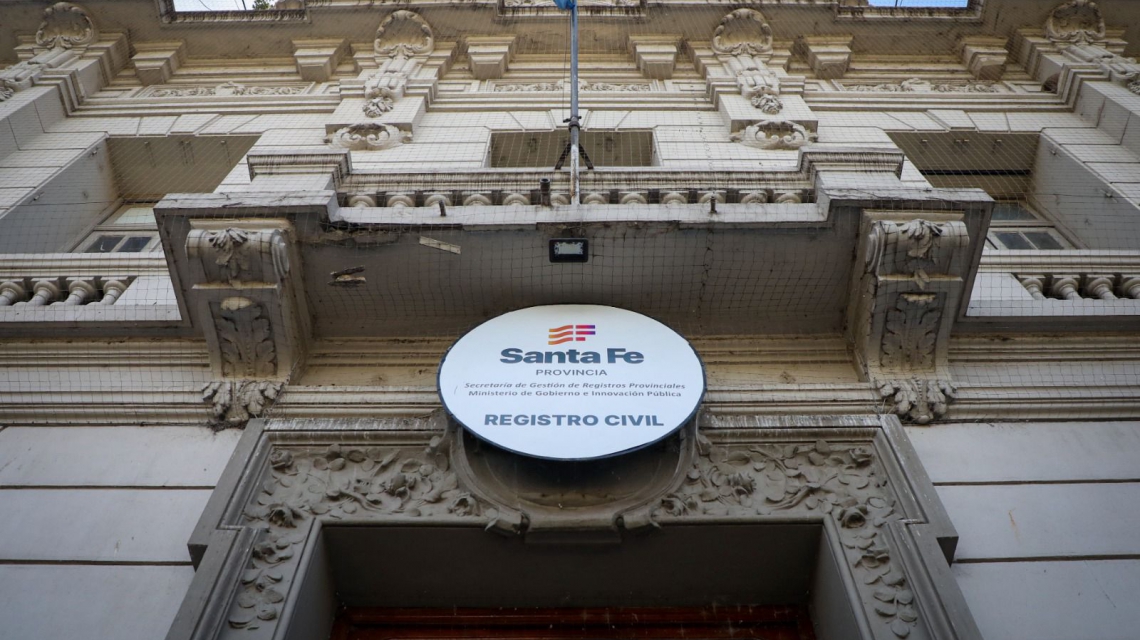 Santa Fe
PROVINCIA
Secretaría de Gestión de Registros Provinciales
Ministerio de Gobierno e Innovación Pública
REGISTRO CIVIL